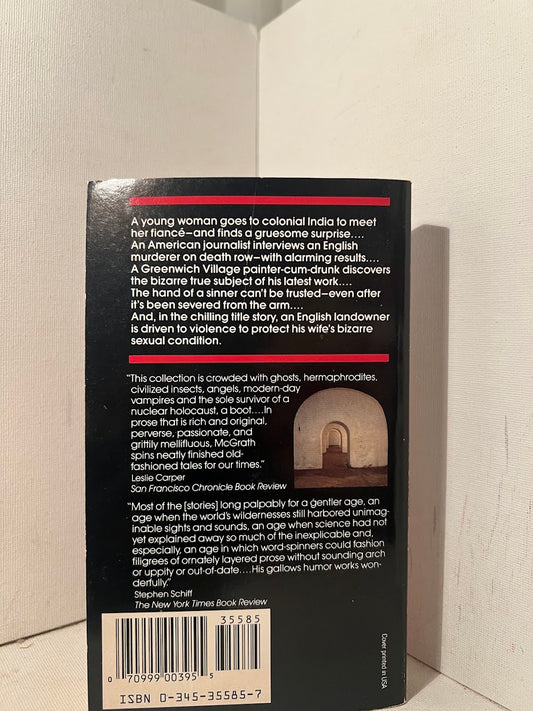 A young woman goes to colonial India to meet
her fiancé—and finds a gruesome surprise....
An American journalist interviews an English
murderer on death row—with alarming results....
A Greenwich Village painter-cum-drunk discovers
the bizarre true subject of his latest work....
The hand of a sinner can't be trusted—even after
it's been severed from the arm....
And, in the chilling title story, an English landowner
is driven to violence to protect his wife's bizarre
sexual condition.
"This collection is crowded with ghosts, hermaphrodites,
civilized insects, angels, modern-day
vampires and the sole survivor of a
nuclear holocaust, a boot....In
prose that is rich and original,
perverse, passionate, and
grittily mellifluous, McGrath
spins neatly finished old-
fashioned tales for our times."
Leslie Carper
San Francisco Chronicle Book Review
"Most of the [stories] long palpably for a gentler age, an
age when the world's wildernesses still harbored unimag-
inable sights and sounds, an age when science had not
yet explained away so much of the inexplicable and,
especially, an age in which word-spinners could fashion
filigrees of ornately layered prose without sounding arch
or uppity or out-of-date....His gallows humor works won-
derfully."
Stephen Schiff
The New York Times Book Review
35585
0 70999 00395 5
ISBN 0-345-35585-7
Cover printed in USA